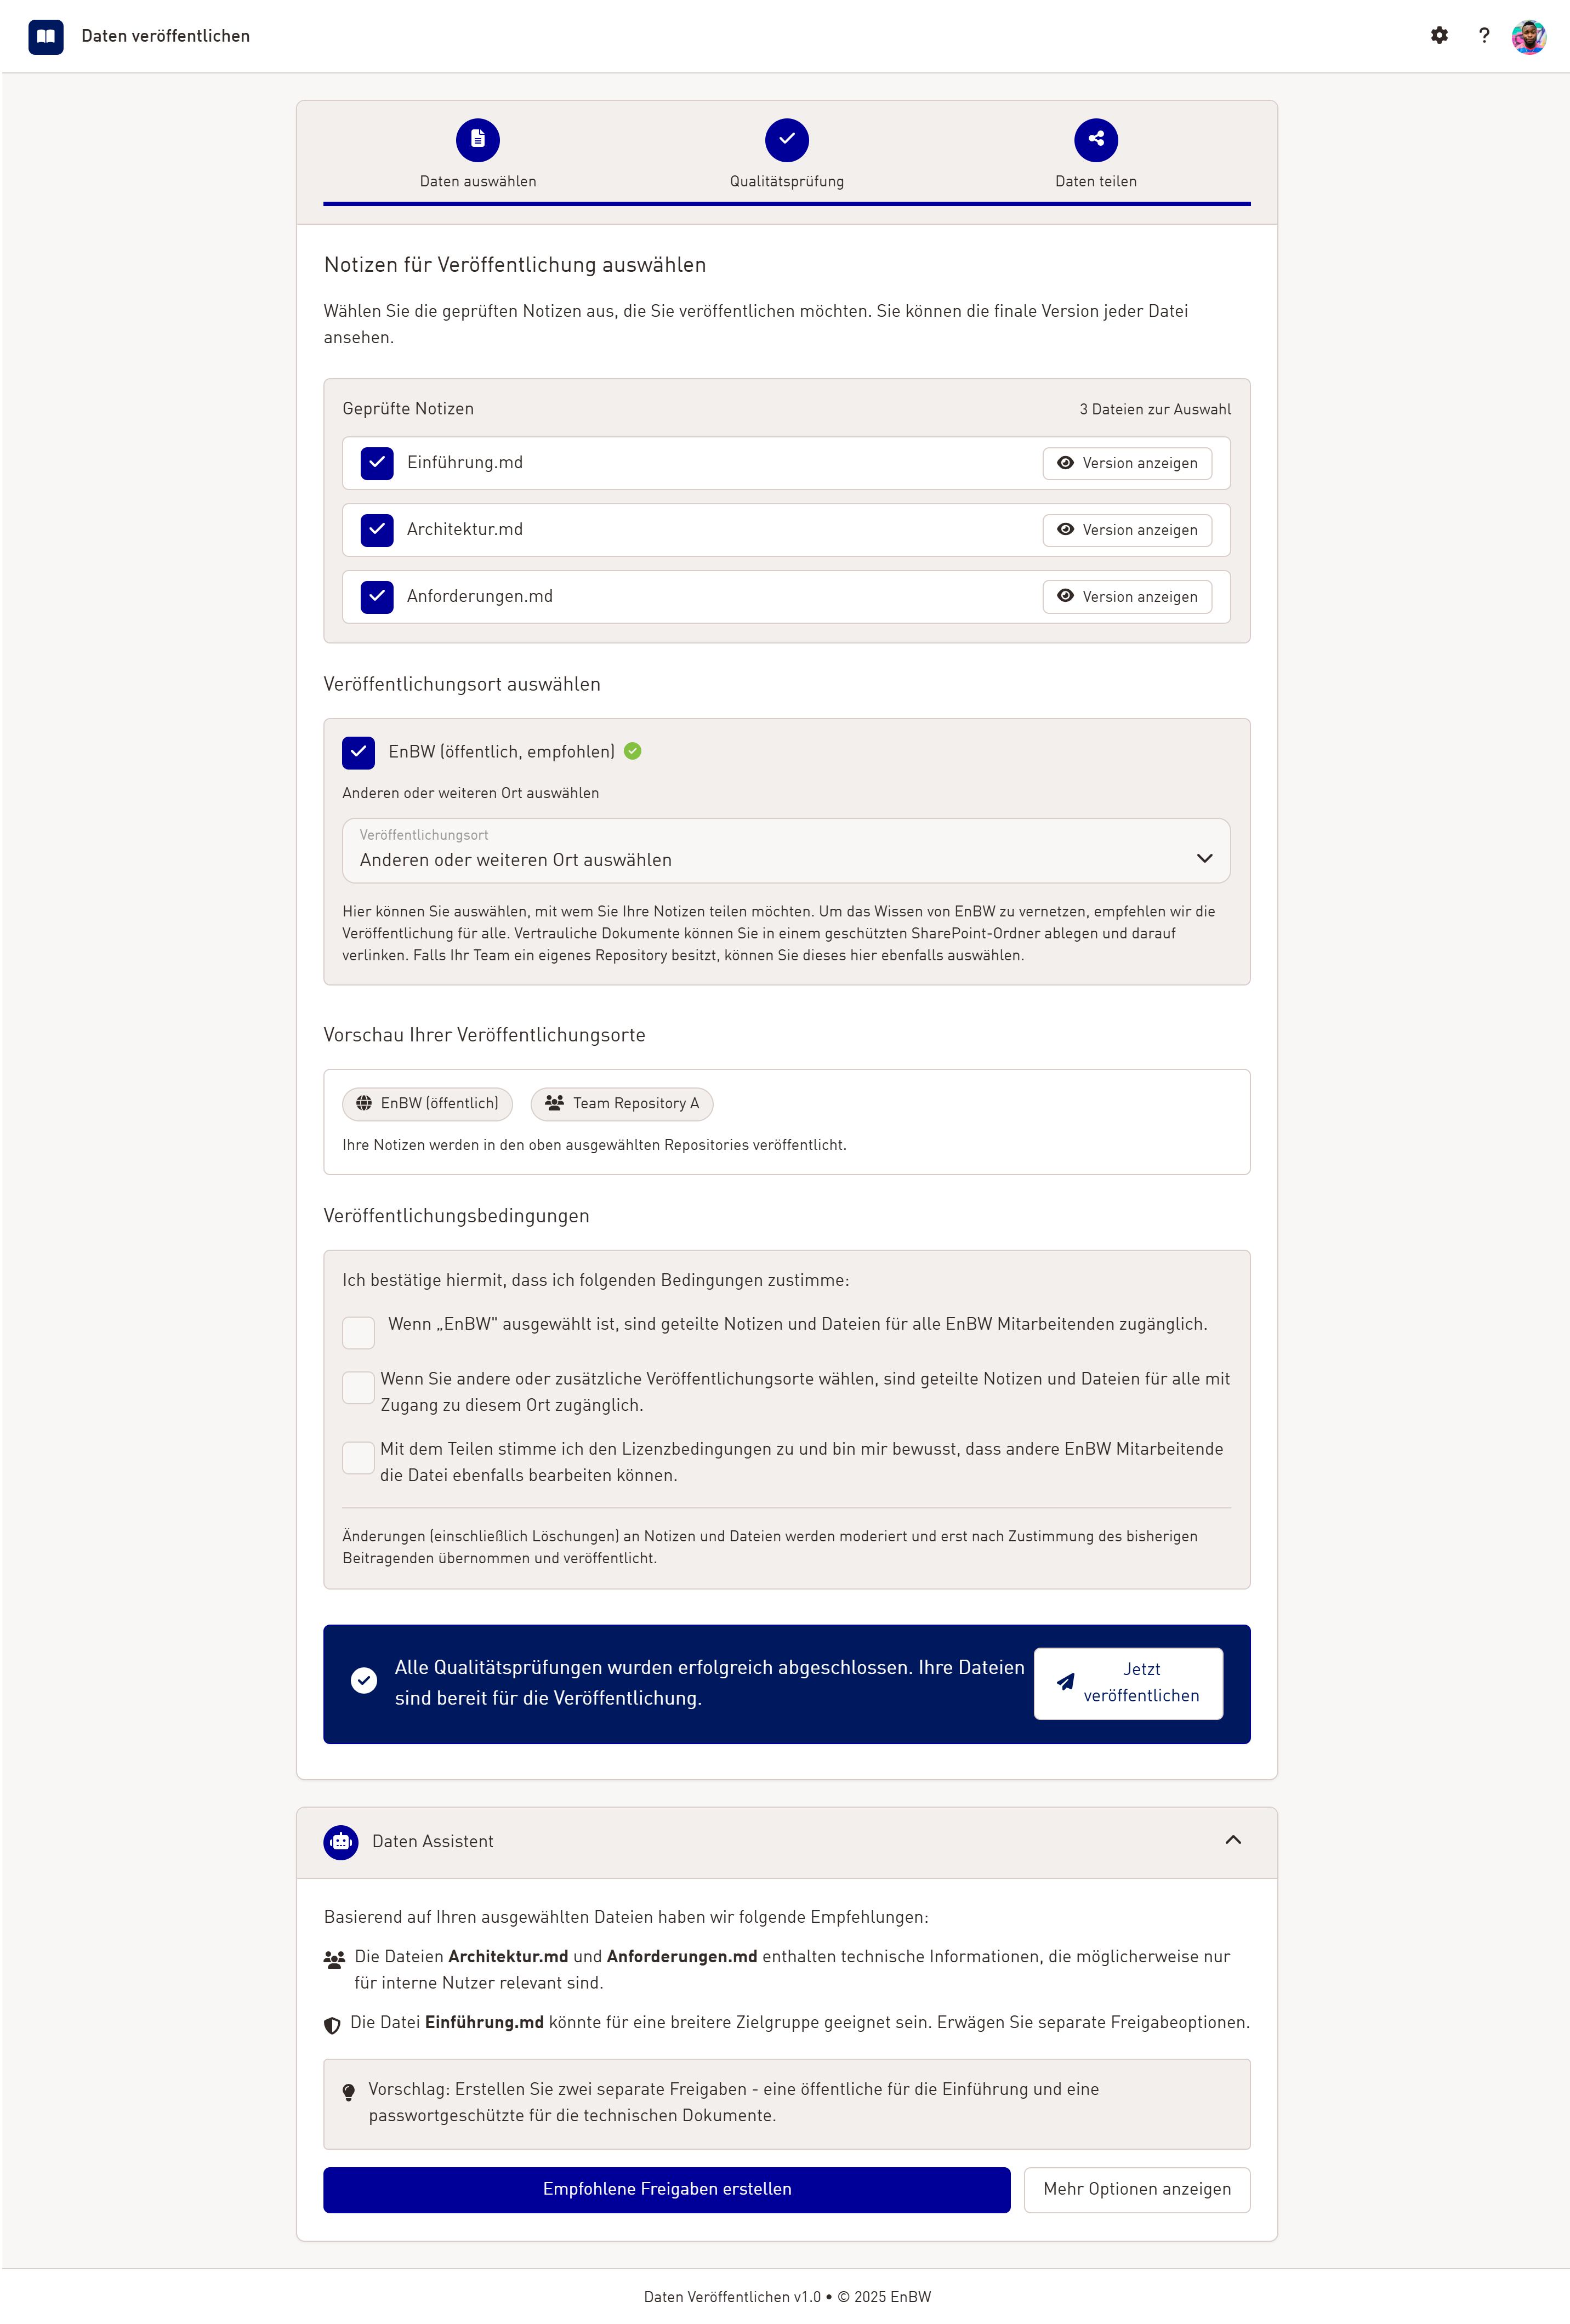 Daten veröffentlichen
?
Daten auswählen
Qualitätsprüfung
Daten teilen
Notizen für Veröffentlichung auswählen
Wählen Sie die geprüften Notizen aus, die Sie veröffentlichen möchten. Sie können die finale Version jeder Datei
ansehen.
Geprüfte Notizen
3 Dateien zur Auswahl
Einführung.md
Version anzeigen
Architektur.md
Version anzeigen
Anforderungen.md
Version anzeigen
Veröffentlichungsort auswählen
EnBW (öffentlich, empfohlen)
Anderen oder weiteren Ort auswählen
Veröffentlichungsort
Anderen oder weiteren Ort auswählen
Hier können Sie auswählen, mit wem Sie Ihre Notizen teilen möchten. Um das Wissen von EnBW zu vernetzen, empfehlen wir die
Veröffentlichung für alle. Vertrauliche Dokumente können Sie in einem geschützten SharePoint-Ordner ablegen und darauf
verlinken. Falls Ihr Team ein eigenes Repository besitzt, können Sie dieses hier ebenfalls auswählen.
Vorschau Ihrer Veröffentlichungsorte
EnBW (öffentlich)
Team Repository A
Ihre Notizen werden in den oben ausgewählten Repositories veröffentlicht.
Veröffentlichungsbedingungen
Ich bestätige hiermit, dass ich folgenden Bedingungen zustimme:
Wenn „EnBW" ausgewählt ist, sind geteilte Notizen und Dateien für alle EnBW Mitarbeitenden zugänglich.
Wenn Sie andere oder zusätzliche Veröffentlichungsorte wählen, sind geteilte Notizen und Dateien für alle mit
Zugang zu diesem Ort zugänglich.
Mit dem Teilen stimme ich den Lizenzbedingungen zu und bin mir bewusst, dass andere EnBW Mitarbeitende
die Datei ebenfalls bearbeiten können.
Änderungen (einschließlich Löschungen) an Notizen und Dateien werden moderiert und erst nach Zustimmung des bisherigen
Beitragenden übernommen und veröffentlicht.
Alle Qualitätsprüfungen wurden erfolgreich abgeschlossen. Ihre Dateien
sind bereit für die Veröffentlichung.
Jetzt
veröffentlichen
Daten Assistent
Basierend auf Ihren ausgewählten Dateien haben wir folgende Empfehlungen:
Die Dateien Architektur.md und Anforderungen.md enthalten technische Informationen, die möglicherweise nur
für interne Nutzer relevant sind.
Die Datei Einführung.md könnte für eine breitere Zielgruppe geeignet sein. Erwägen Sie separate Freigabeoptionen.
Vorschlag: Erstellen Sie zwei separate Freigaben - eine öffentliche für die Einführung und eine
passwortgeschützte für die technischen Dokumente.
Empfohlene Freigaben erstellen
Mehr Optionen anzeigen
Daten Veröffentlichen v1.0 • © 2025 EnBW